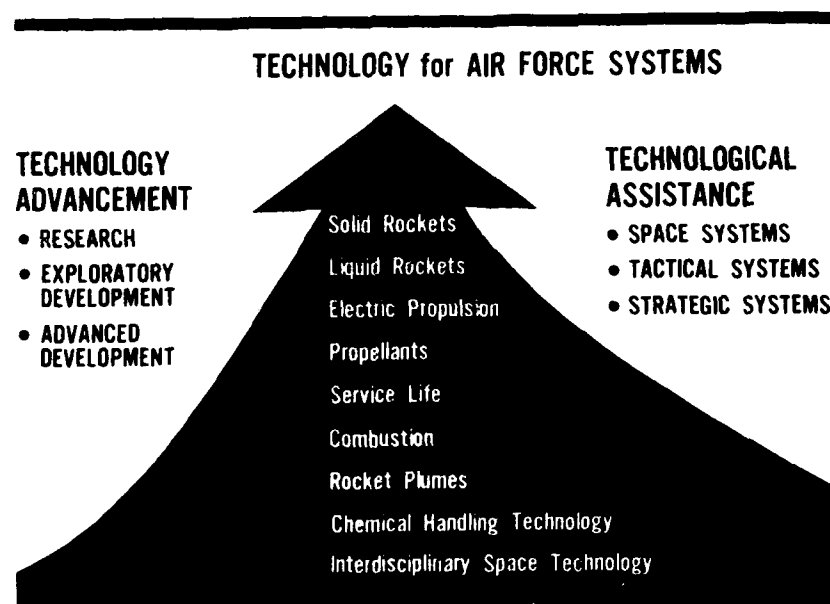 TECHNOLOGY for AIR FORCE SYSTEMS
TECHNOLOGY
ADVANCEMENT
• RESEARCH
• EXPLORATORY
DEVELOPMENT
• ADVANCED
DEVELOPMENT
TECHNOLOGICAL
ASSISTANCE
• SPACE SYSTEMS
• TACTICAL SYSTEMS
• STRATEGIC SYSTEMS
Solid Rockets
Liquid Rockets
Electric Propulsion
Propellants
Service Life
Combustion
Rocket Plumes
Chemical Handling Technology
Interdisciplinary Space Technology